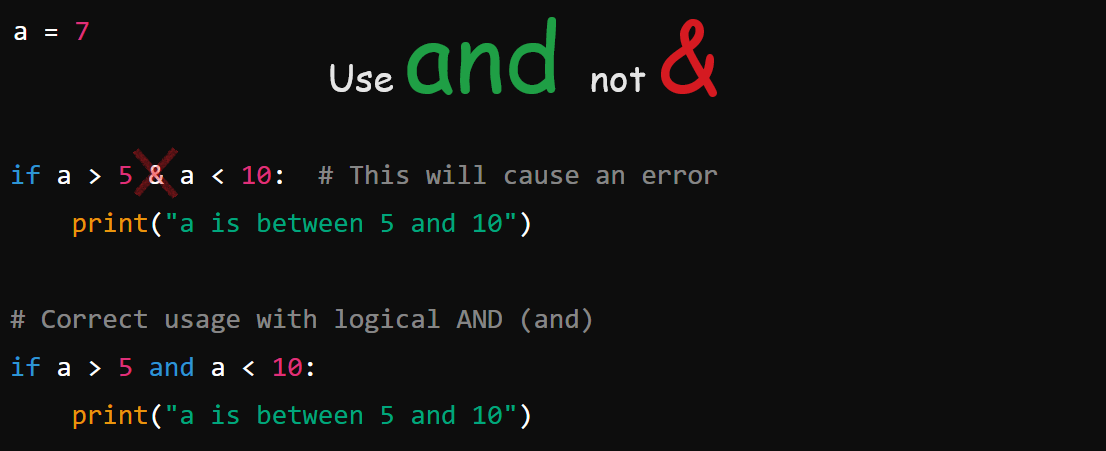 a = 7
Use and not &
if a > 5 & a < 10:  # This will cause an error
    print("a is between 5 and 10")
# Correct usage with logical AND (and)
if a > 5 and a < 10:
    print("a is between 5 and 10")